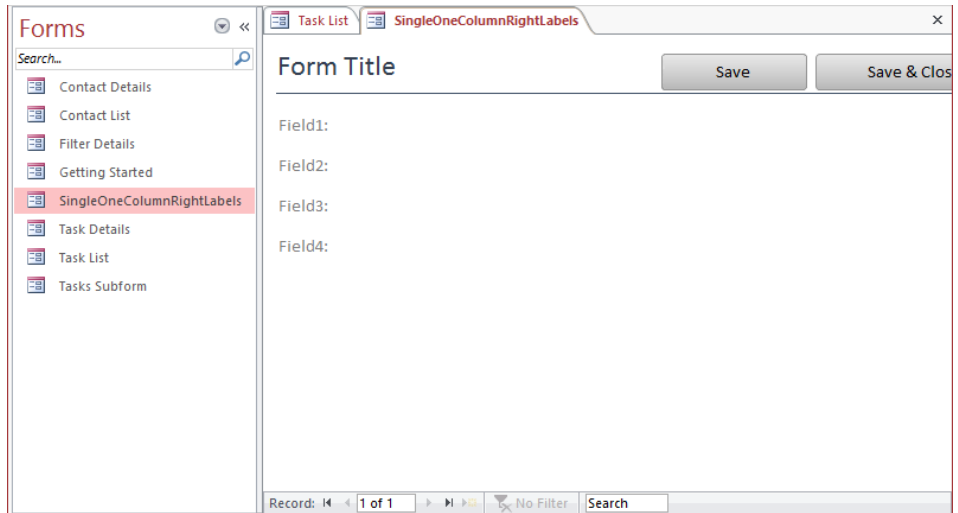 Forms
Search...
Contact Details
Contact List
Filter Details
Getting Started
SingleOneColumnRightLabels
Task Details
Task List
Tasks Subform
Task List
SingleOneColumnRightLabels
Form Title
Save
Save & Clos
Field1:
Field2:
Field3:
Field4:
Record: 1 of 1 No Filter Search